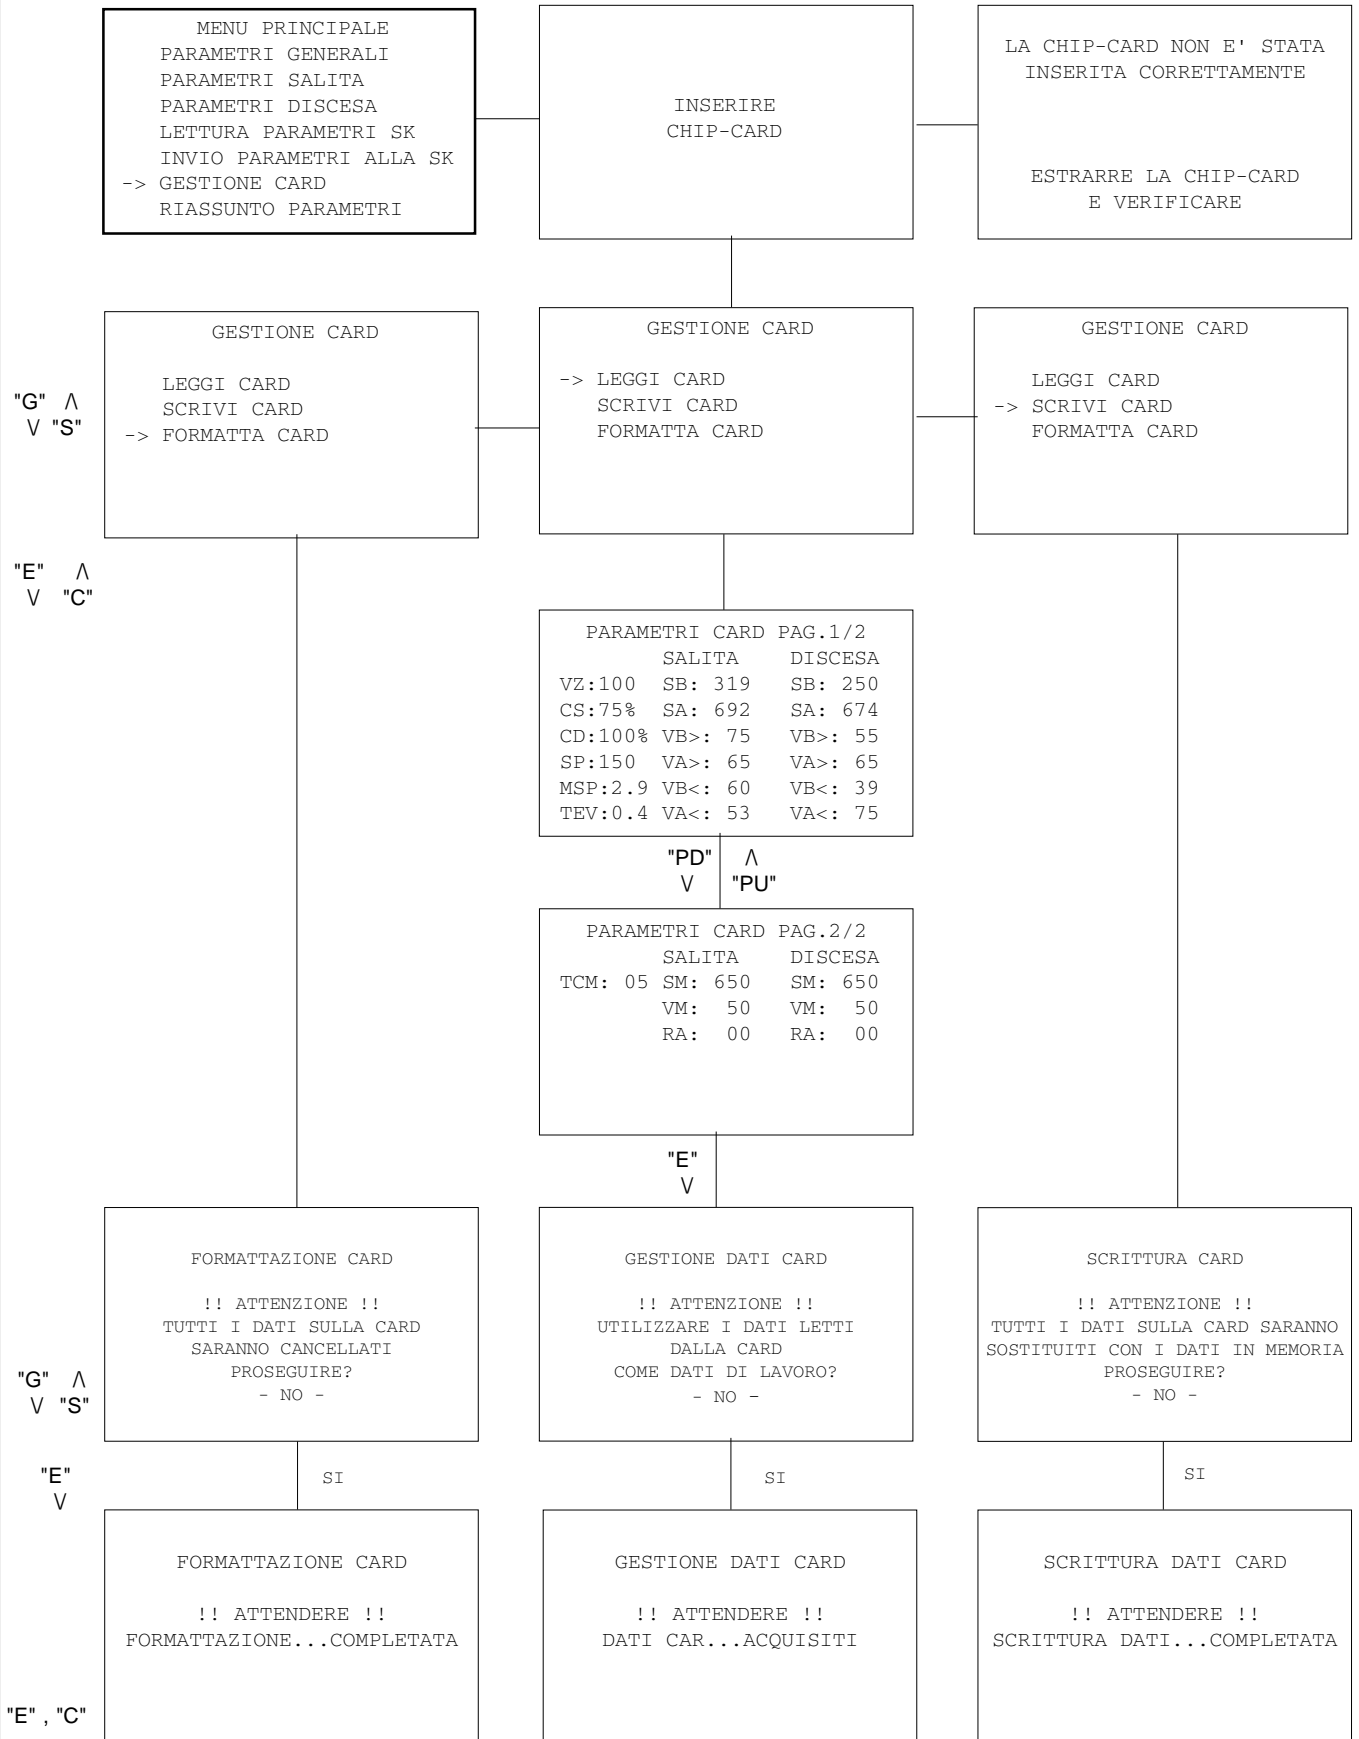 MENU PRINCIPALE
PARAMETRI GENERALI
PARAMETRI SALITA
PARAMETRI DISCESA
LETTURA PARAMETRI SK
INVIO PARAMETRI ALLA SK
-> GESTIONE CARD
RIASSUNTO PARAMETRI
INSERIRE
CHIP-CARD
LA CHIP-CARD NON E' STATA
INSERITA CORRETTAMENTE
ESTRARRE LA CHIP-CARD
E VERIFICARE
"G" /\
\/ "S"
GESTIONE CARD
LEGGI CARD
SCRIVI CARD
-> FORMATTA CARD
GESTIONE CARD
-> LEGGI CARD
SCRIVI CARD
FORMATTA CARD
GESTIONE CARD
LEGGI CARD
-> SCRIVI CARD
FORMATTA CARD
"E" /\
\/ "C"
PARAMETRI CARD PAG.1/2
SALITA DISCESA
VZ:100 SB: 319 SB: 250
CS:75% SA: 692 SA: 674
CD:100% VB>: 75 VB>: 55
SP:150 VA>: 65 VA>: 65
MSP:2.9 VB<: 60 VB<: 39
TEV:0.4 VA<: 53 VA<: 75
"PD" /\
\/ "PU"
PARAMETRI CARD PAG.2/2
SALITA DISCESA
TCM: 05 SM: 650 SM: 650
VM: 50 VM: 50
RA: 00 RA: 00
"E"
\/
FORMATTAZIONE CARD
!! ATTENZIONE !!
TUTTI I DATI SULLA CARD
SARANNO CANCELLATI
PROSEGUIRE?
- NO -
GESTIONE DATI CARD
!! ATTENZIONE !!
UTILIZZARE I DATI LETTI
DALLA CARD
COME DATI DI LAVORO?
- NO -
SCRITTURA CARD
!! ATTENZIONE !!
TUTTI I DATI SULLA CARD SARANNO
SOSTITUITI CON I DATI IN MEMORIA
PROSEGUIRE?
- NO -
"G" /\
\/ "S"
"E"
\/
SI
SI
SI
FORMATTAZIONE CARD
!! ATTENDERE !!
FORMATTAZIONE...COMPLETATA
GESTIONE DATI CARD
!! ATTENDERE !!
DATI CAR...ACQUISITI
SCRITTURA DATI CARD
!! ATTENDERE !!
SCRITTURA DATI...COMPLETATA
"E" , "C"